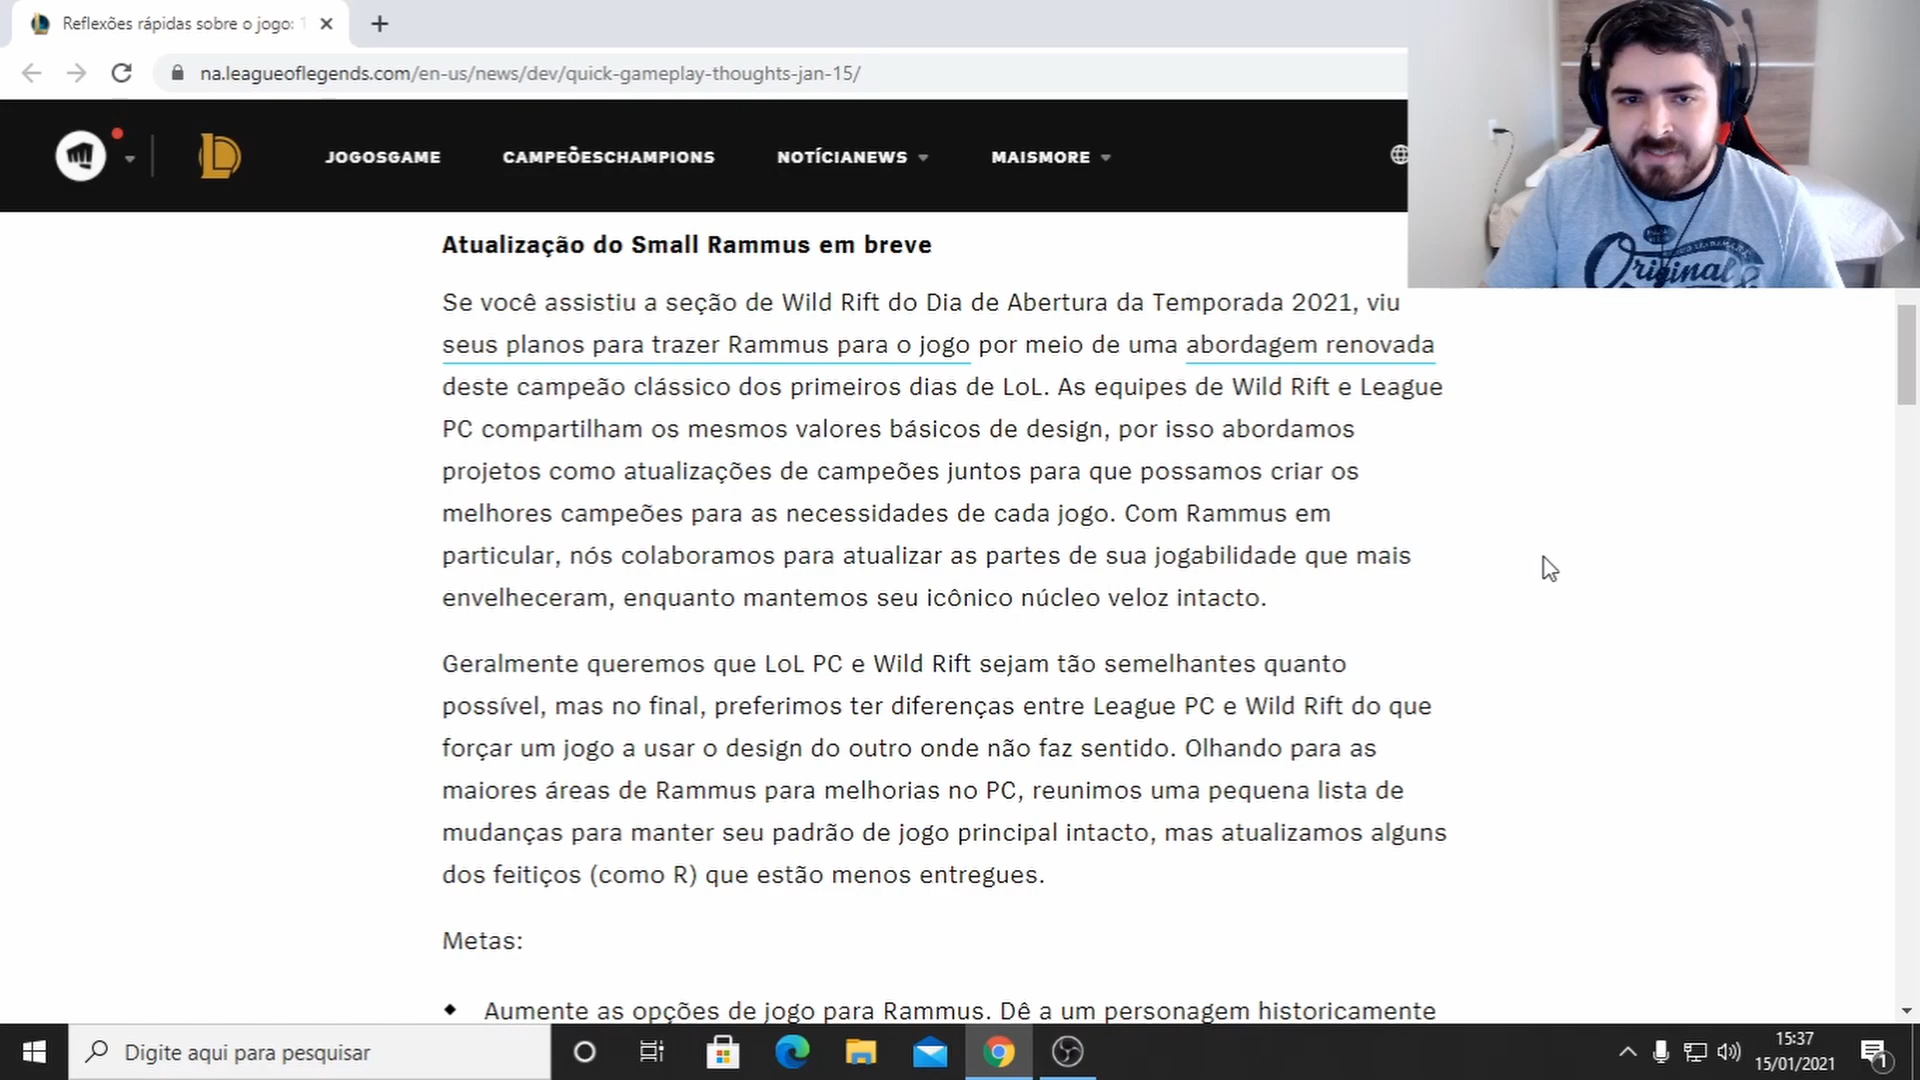 Reflexões rápidas sobre o jogo:
na.leagueoflegends.com/en-us/news/dev/quick-gameplay-thoughts-jan-15/
JOGOSGAME
CAMPEÕESCHAMPIONS
NOTÍCIANEWS
MAISMORE
Original
Atualização do Small Rammus em breve
Se você assistiu a seção de Wild Rift do Dia de Abertura da Temporada 2021, viu
seus planos para trazer Rammus para o jogo por meio de uma abordagem renovada
deste campeão clássico dos primeiros dias de LoL. As equipes de Wild Rift e League
PC compartilham os mesmos valores básicos de design, por isso abordamos
projetos como atualizações de campeões juntos para que possamos criar os
melhores campeões para as necessidades de cada jogo. Com Rammus em
particular, nós colaboramos para atualizar as partes de sua jogabilidade que mais
envelheceram, enquanto mantemos seu icônico núcleo veloz intacto.
Geralmente queremos que LoL PC e Wild Rift sejam tão semelhantes quanto
possível, mas no final, preferimos ter diferenças entre League PC e Wild Rift do que
forçar um jogo a usar o design do outro onde não faz sentido. Olhando para as
maiores áreas de Rammus para melhorias no PC, reunimos uma pequena lista de
mudanças para manter seu padrão de jogo principal intacto, mas atualizamos alguns
dos feitiços (como R) que estão menos entregues.
Metas:
Aumente as opções de jogo para Rammus. Dê a um personagem historicamente
Digite aqui para pesquisar
15:37
15/01/2021
1